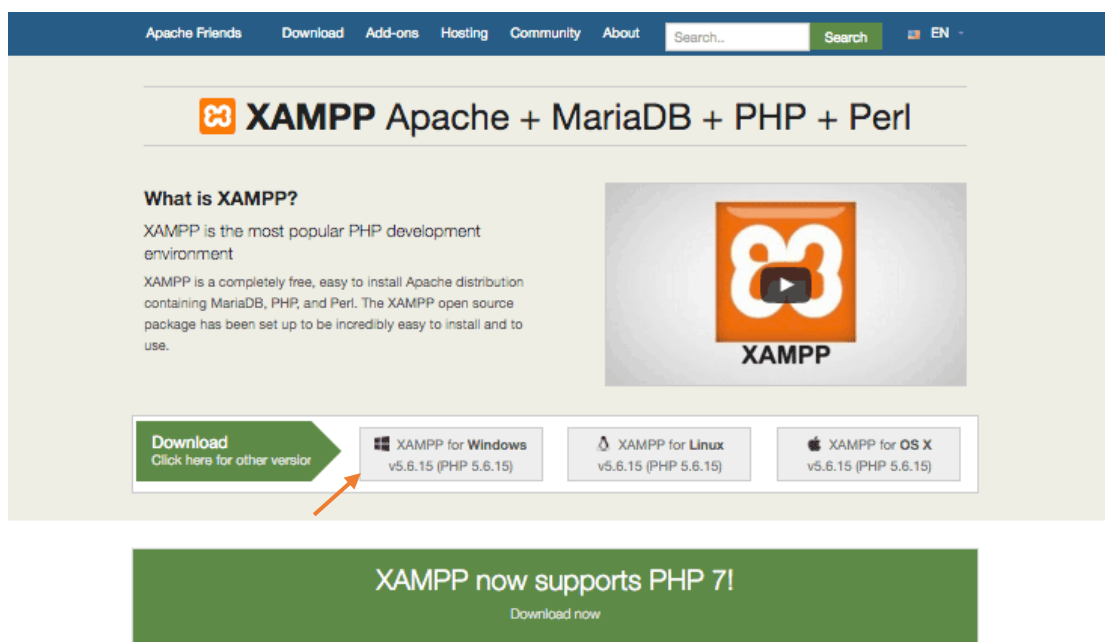 Apache Friends Download Add-ons Hosting Community About Search.. Search EN
XAMPP Apache + MariaDB + PHP + Perl
What is XAMPP?
XAMPP is the most popular PHP development
environment
XAMPP is a completely free, easy to install Apache distribution
containing MariaDB, PHP, and Perl. The XAMPP open source
package has been set up to be incredibly easy to install and to
use.
XAMPP
Download
Click here for other version
XAMPP for Windows
v5.6.15 (PHP 5.6.15)
XAMPP for Linux
v5.6.15 (PHP 5.6.15)
XAMPP for OS X
v5.6.15 (PHP 5.6.15)
XAMPP now supports PHP 7!
Download now